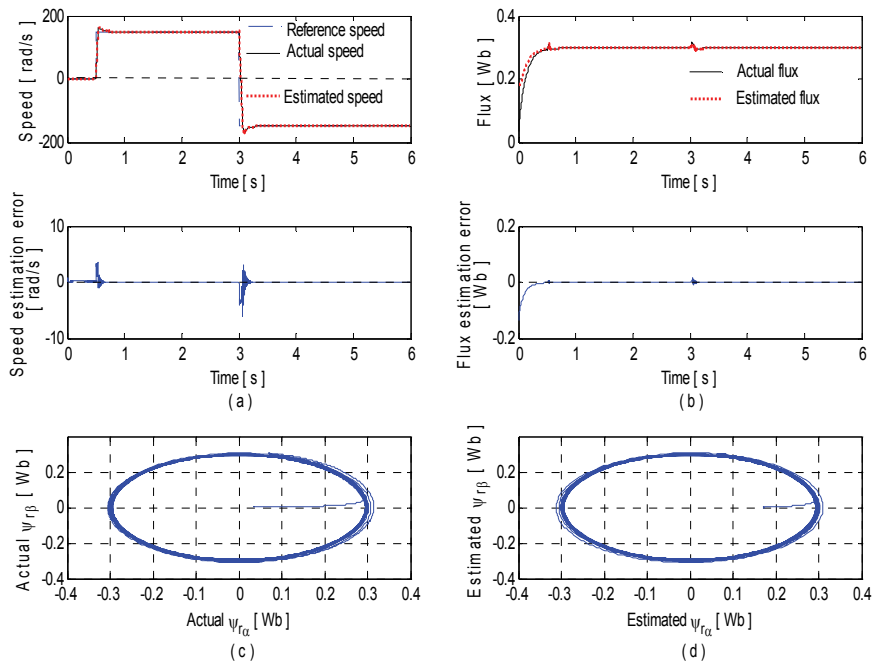 200
0
-200
Speed [ rad/s ]
Reference speed
Actual speed
Estimated speed
0 1 2 3 4 5 6
Time [ s ]
0.4
0.2
0
Flux [ Wb ]
Actual flux
Estimated flux
0 1 2 3 4 5 6
Time [ s ]
10
0
-10
Speed estimation error
[ rad/s ]
0 1 2 3 4 5 6
Time [ s ]
( a )
0.2
0
-0.2
Flux estimation error
[ Wb ]
0 1 2 3 4 5 6
Time [ s ]
( b )
0.2
0
-0.2
-0.4
Actual ψrβ [ Wb ]
-0.4 -0.3 -0.2 -0.1 0 0.1 0.2 0.3 0.4
Actual ψrα [ Wb ]
( c )
0.2
0
-0.2
-0.4
Estimated ψrβ [ Wb ]
-0.4 -0.3 -0.2 -0.1 0 0.1 0.2 0.3 0.4
Estimated ψrα [ Wb ]
( d )